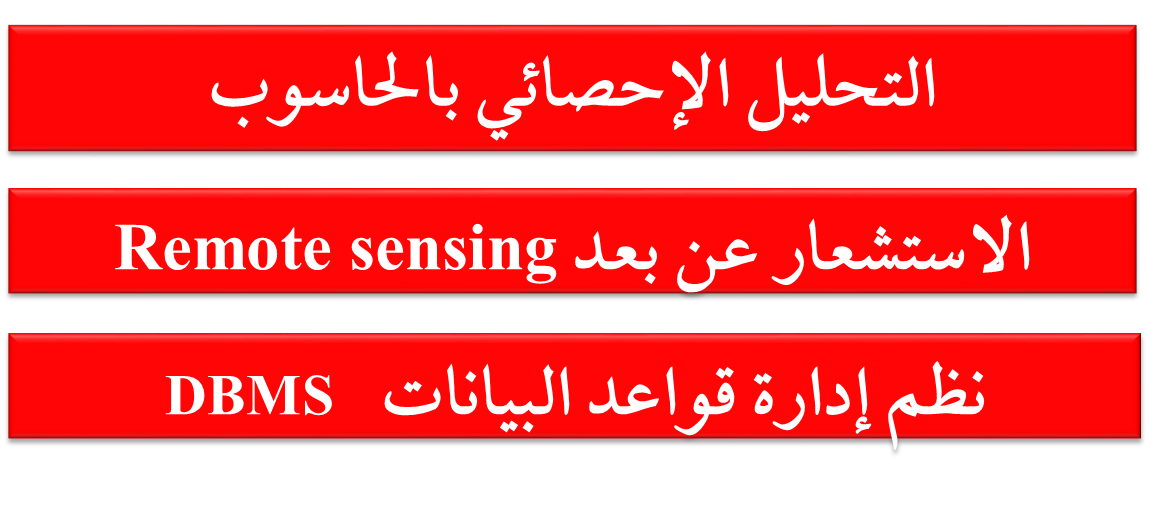 التحليل الإحصائي بالحاسوب
الاستشعار عن بعد Remote sensing
نظم إدارة قواعد البيانات DBMS